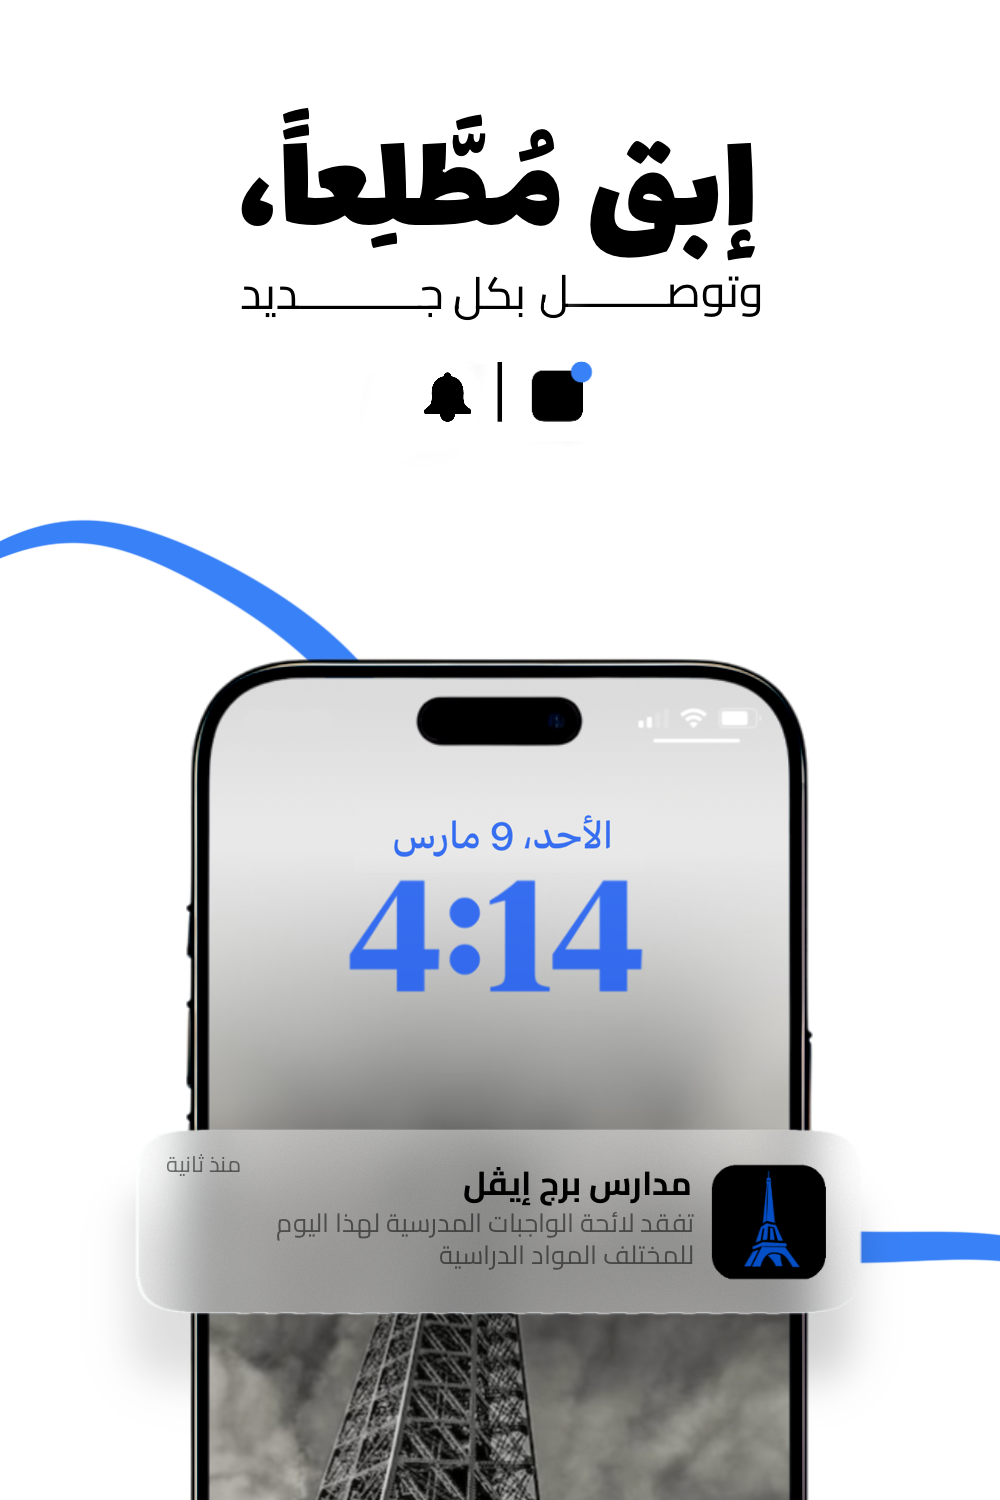 إبق مُطَّلِعاً،
وتوصـــــــل بكل جـــــــــديد
الأحد، 9 مارس
4:14
منذ ثانية
مدارس برج إيڤل
تفقد لائحة الواجبات المدرسية لهذا اليوم
للمختلف المواد الدراسية